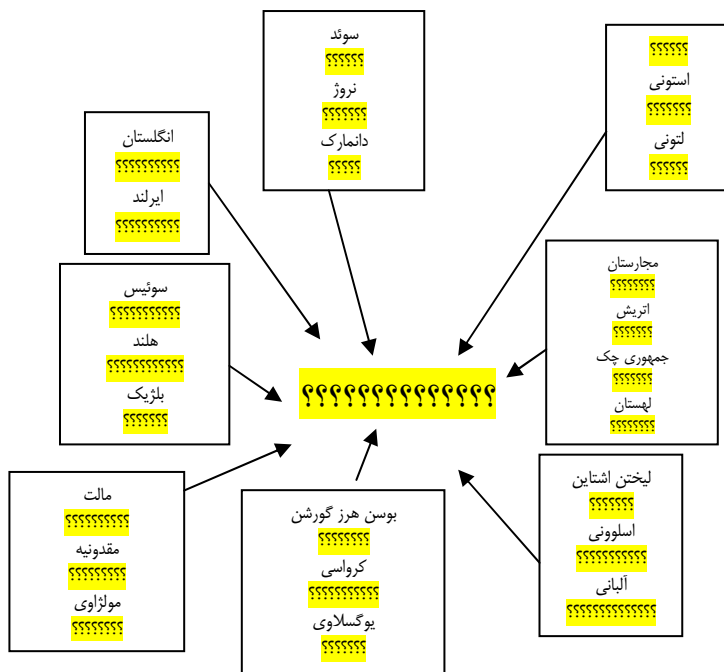 ؟؟؟؟؟؟
استونی
؟؟؟؟؟؟؟
لتونی
؟؟؟؟؟؟
سوئد
؟؟؟؟؟؟
نروژ
؟؟؟؟؟؟؟
دانمارک
؟؟؟؟؟
انگلستان
؟؟؟؟؟؟؟؟؟؟
ایرلند
؟؟؟؟؟؟؟؟؟؟
مجارستان
؟؟؟؟؟؟؟؟
اتریش
؟؟؟؟؟؟؟
جمهوری چک
؟؟؟؟؟؟؟
لهستان
؟؟؟؟؟؟؟؟
؟؟؟؟؟؟؟؟؟؟؟؟؟؟
سوئیس
؟؟؟؟؟؟؟؟؟؟؟
هلند
؟؟؟؟؟؟؟؟؟؟؟؟
بلژیک
؟؟؟؟؟؟؟
لیختن اشتاین
؟؟؟؟؟؟؟
اسلوونی
؟؟؟؟؟؟؟؟؟؟؟
آلبانی
؟؟؟؟؟؟؟؟؟؟؟؟؟؟
بوسن هرز گورشن
؟؟؟؟؟؟؟؟
کرواسی
؟؟؟؟؟؟؟؟؟؟؟
یوگسلاوی
؟؟؟؟؟؟؟
مالت
؟؟؟؟؟؟؟؟؟؟
مقدونیه
؟؟؟؟؟؟؟؟؟
مولژاوی
؟؟؟؟؟؟؟؟